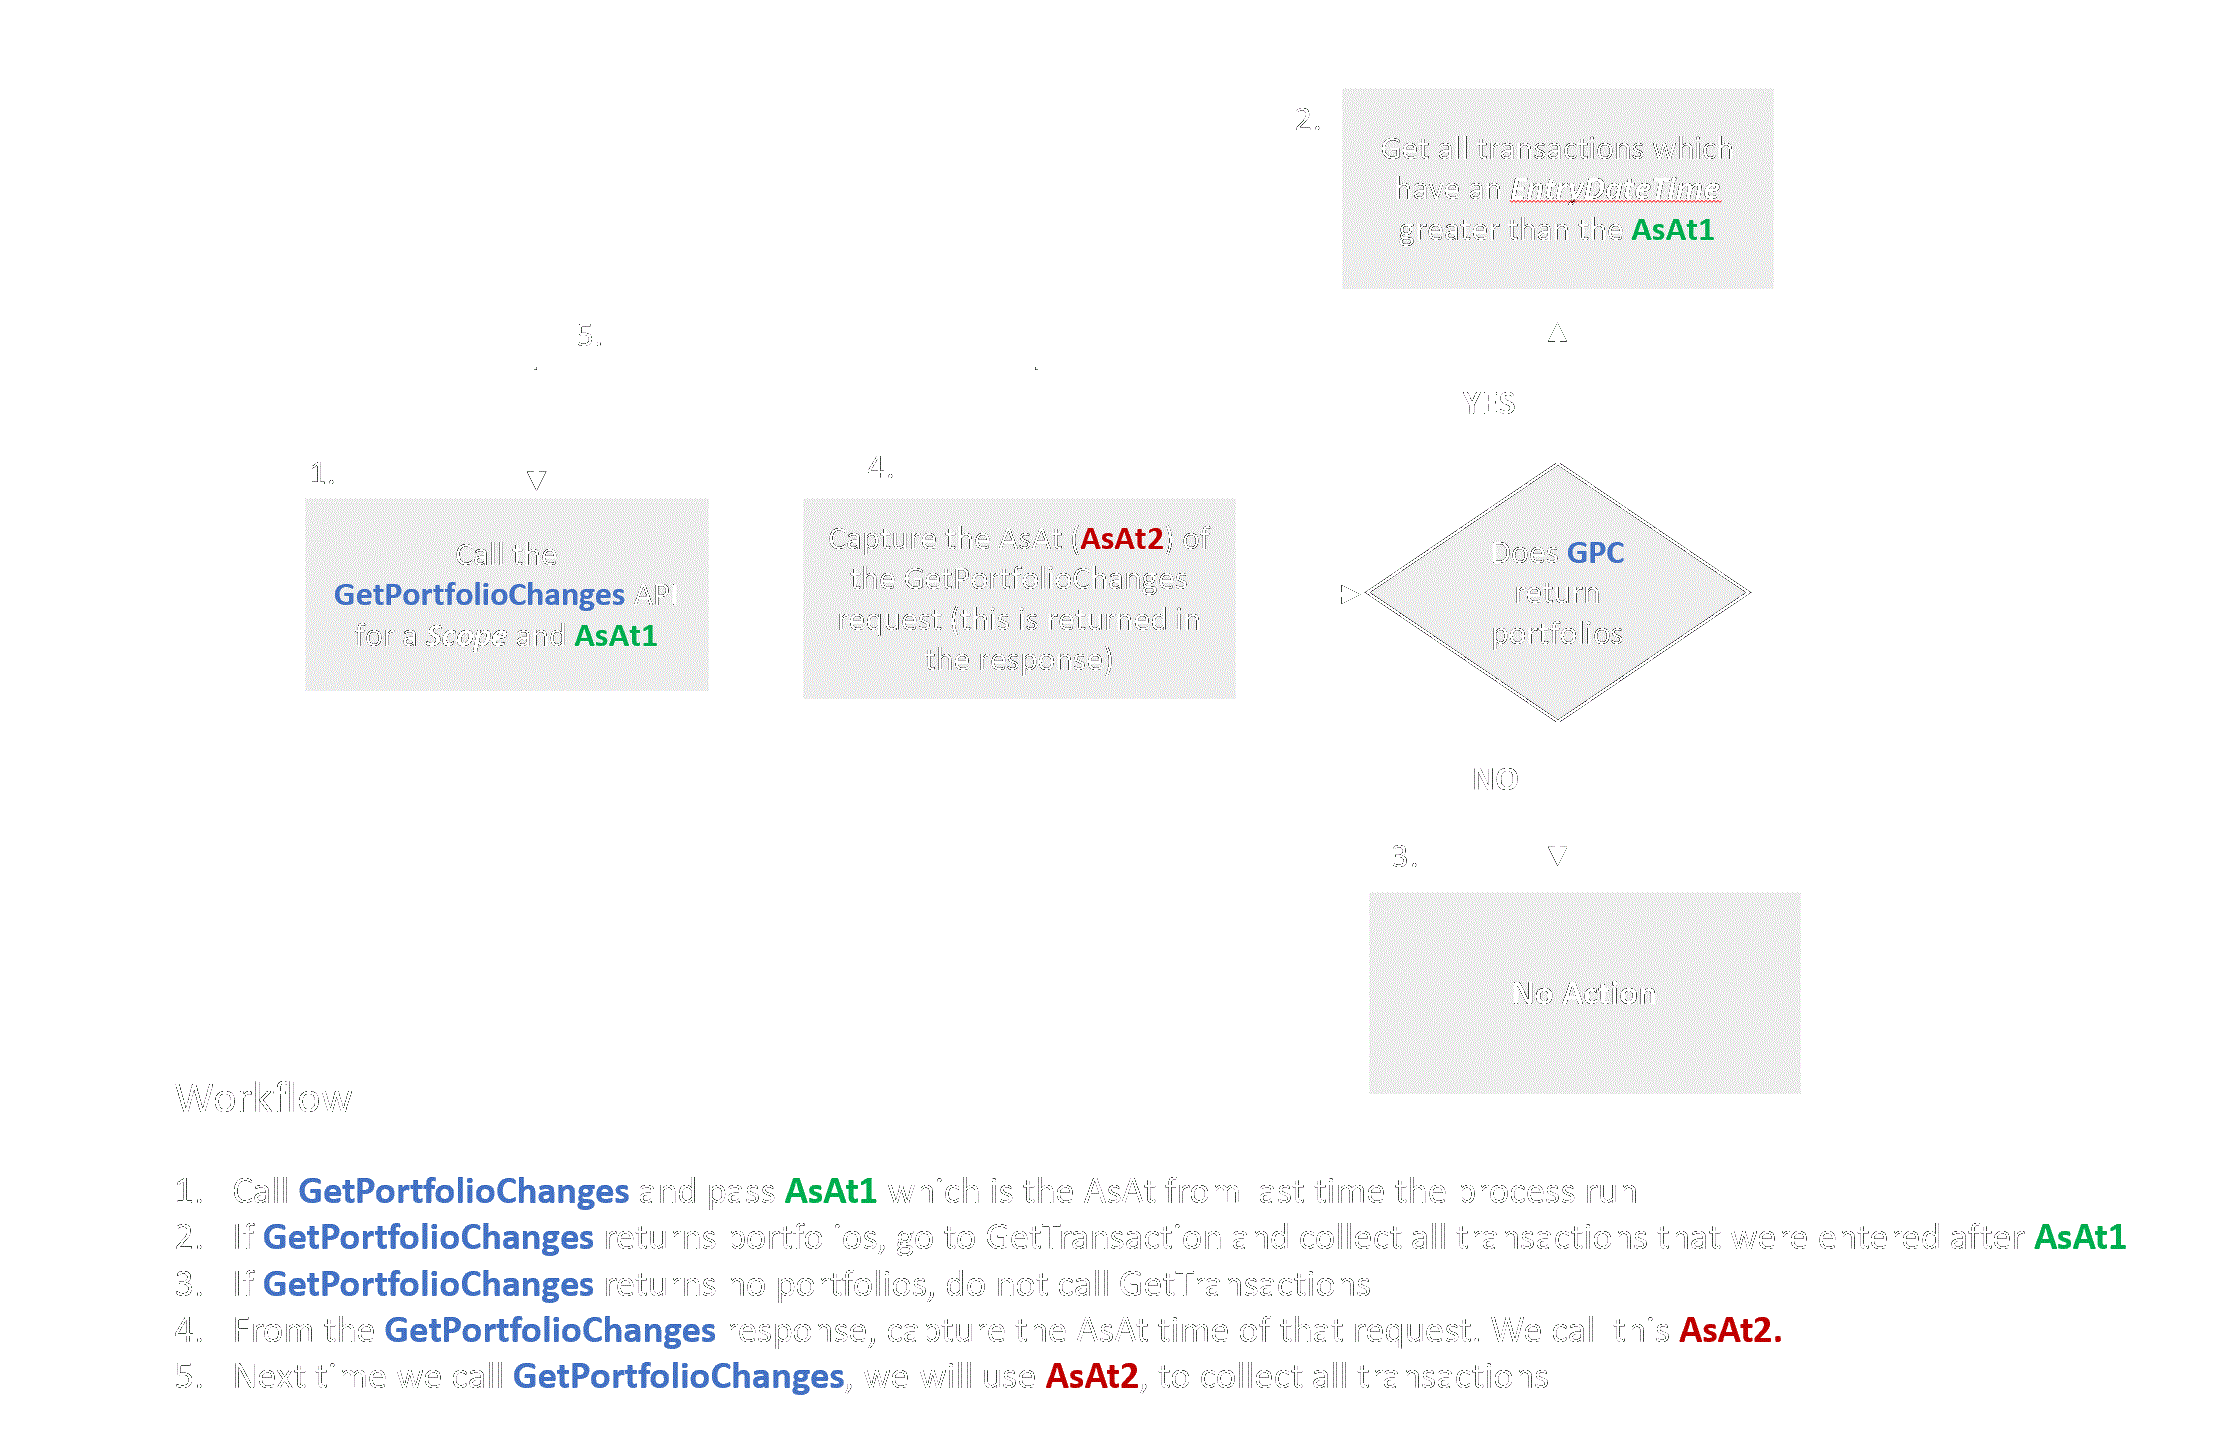 2.
Get all transactions which
have an EntryDateTime
greater than the AsAt1
5.
YES
1.
Call the
GetPortfolioChanges API
for a Scope and AsAt1
4.
Capture the AsAt (AsAt2) of
the GetPortfolioChanges
request (this is returned in
the response)
Does GPC
return
portfolios
NO
3.
No Action
Workflow
1. Call GetPortfolioChanges and pass AsAt1 which is the AsAt from last time the process run
2. If GetPortfolioChanges returns portfolios, go to GetTransaction and collect all transactions that were entered after AsAt1
3. If GetPortfolioChanges returns no portfolios, do not call GetTransactions
4. From the GetPortfolioChanges response, capture the AsAt time of that request. We call this AsAt2.
5. Next time we call GetPortfolioChanges, we will use AsAt2, to collect all transactions